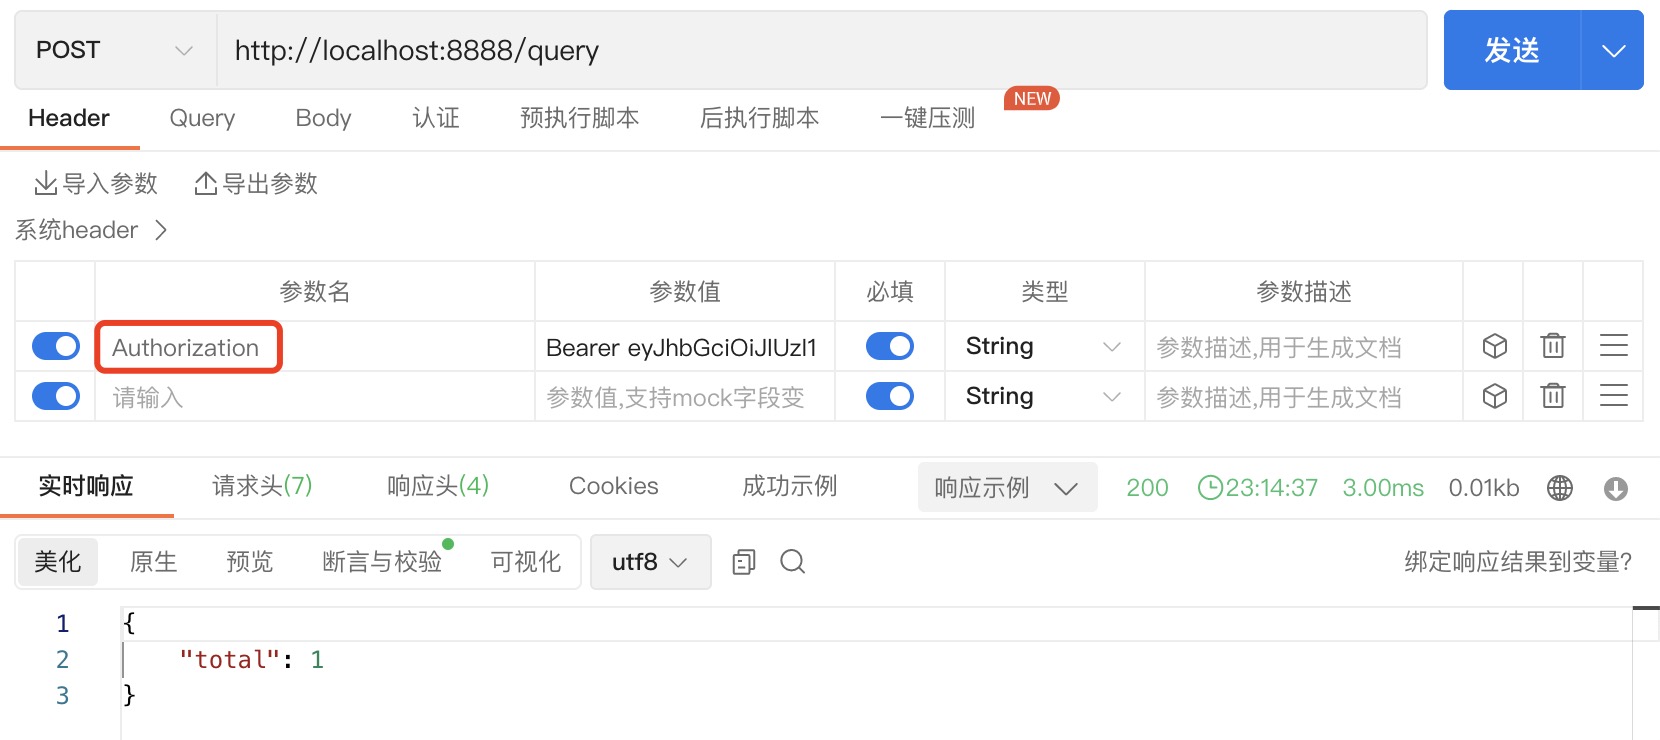 POST http://localhost:8888/query 发送
NEW
Header Query Body 认证 预执行脚本 后执行脚本 一键压测
导入参数 导出参数
系统header
参数名 参数值 必填 类型 参数描述
Authorization Bearer eyJhbGciOiJIUzI1 String 参数描述,用于生成文档
请输入 参数值,支持mock字段变 String 参数描述,用于生成文档
实时响应 请求头(7) 响应头(4) Cookies 成功示例 响应示例 200 23:14:37 3.00ms 0.01kb
美化 原生 预览 断言与校验 可视化 utf8 绑定响应结果到变量?
1 {
2 "total": 1
3 }